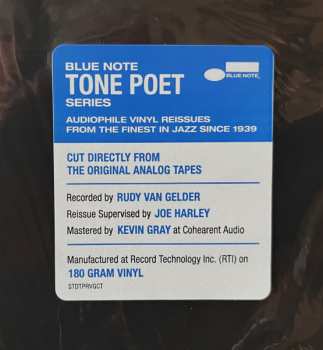 BLUE NOTE
TONE POET
SERIES
BLUE NOTE
AUDIOPHILE VINYL REISSUES
FROM THE FINEST IN JAZZ SINCE 1939
CUT DIRECTLY FROM
THE ORIGINAL ANALOG TAPES
Recorded by RUDY VAN GELDER
Reissue Supervised by JOE HARLEY
Mastered by KEVIN GRAY at Cohearent Audio
Manufactured at Record Technology Inc. (RTI) on
180 GRAM VINYL
STDTPRVGCT